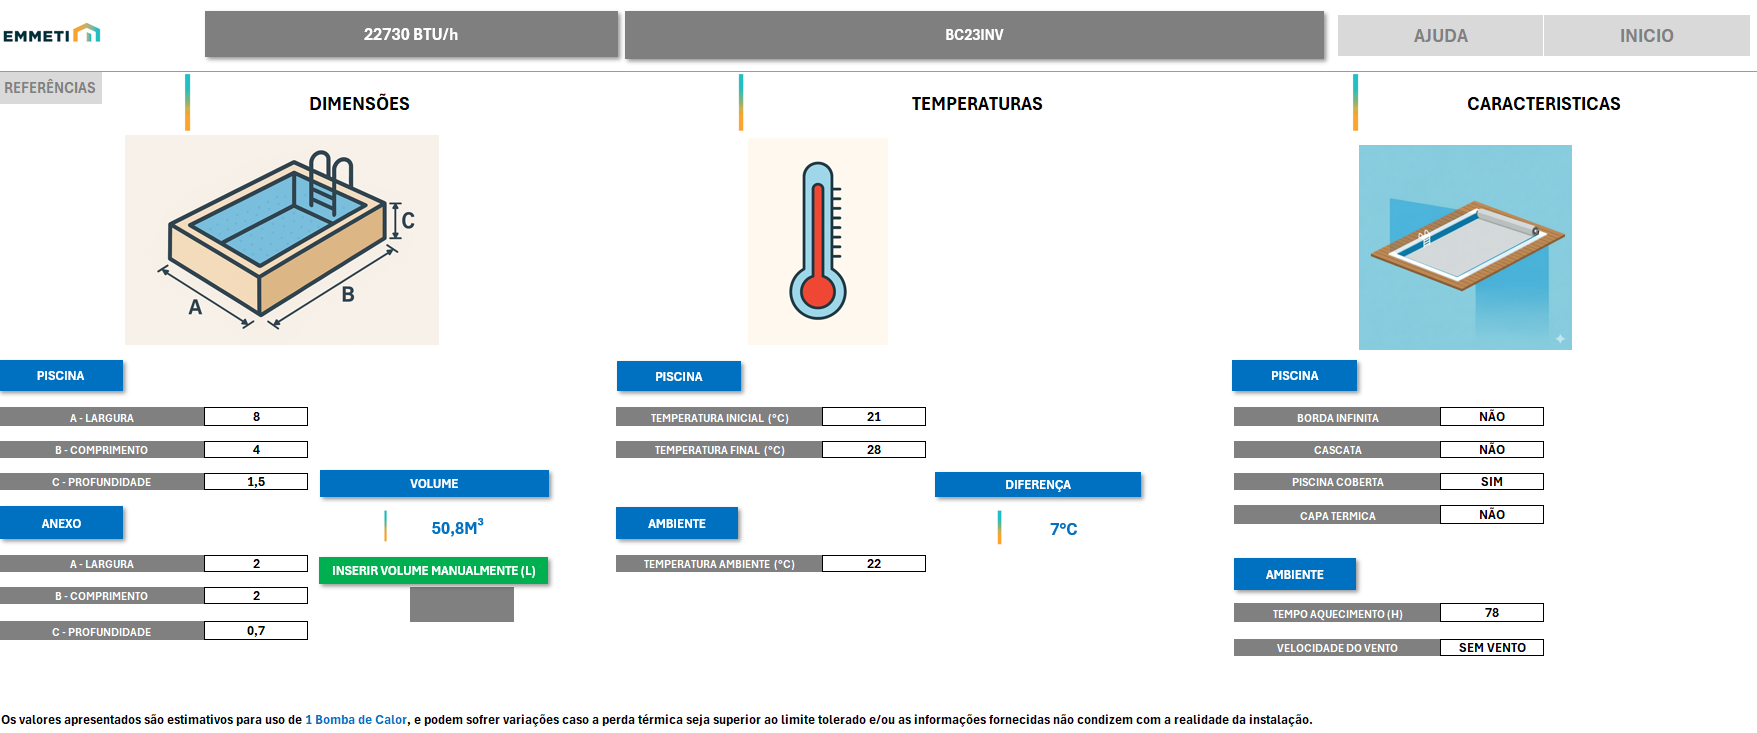 EMMETI
22730 BTU/h
BC23INV
AJUDA
INICIO
REFERÊNCIAS
DIMENSÕES
TEMPERATURAS
CARACTERISTICAS
C
A
B
PISCINA
A - LARGURA
8
B - COMPRIMENTO
4
C - PROFUNDIDADE
1,5
VOLUME
50,8M³
ANEXO
A - LARGURA
2
B - COMPRIMENTO
2
C - PROFUNDIDADE
0,7
INSERIR VOLUME MANUALMENTE (L)
PISCINA
TEMPERATURA INICIAL (°C)
21
TEMPERATURA FINAL (°C)
28
DIFERENÇA
7°C
AMBIENTE
TEMPERATURA AMBIENTE (°C)
22
PISCINA
BORDA INFINITA
NÃO
CASCATA
NÃO
PISCINA COBERTA
SIM
CAPA TERMICA
NÃO
AMBIENTE
TEMPO AQUECIMENTO (H)
78
VELOCIDADE DO VENTO
SEM VENTO
Os valores apresentados são estimativos para uso de 1 Bomba de Calor, e podem sofrer variações caso a perda térmica seja superior ao limite tolerado e/ou as informações fornecidas não condizem com a realidade da instalação.